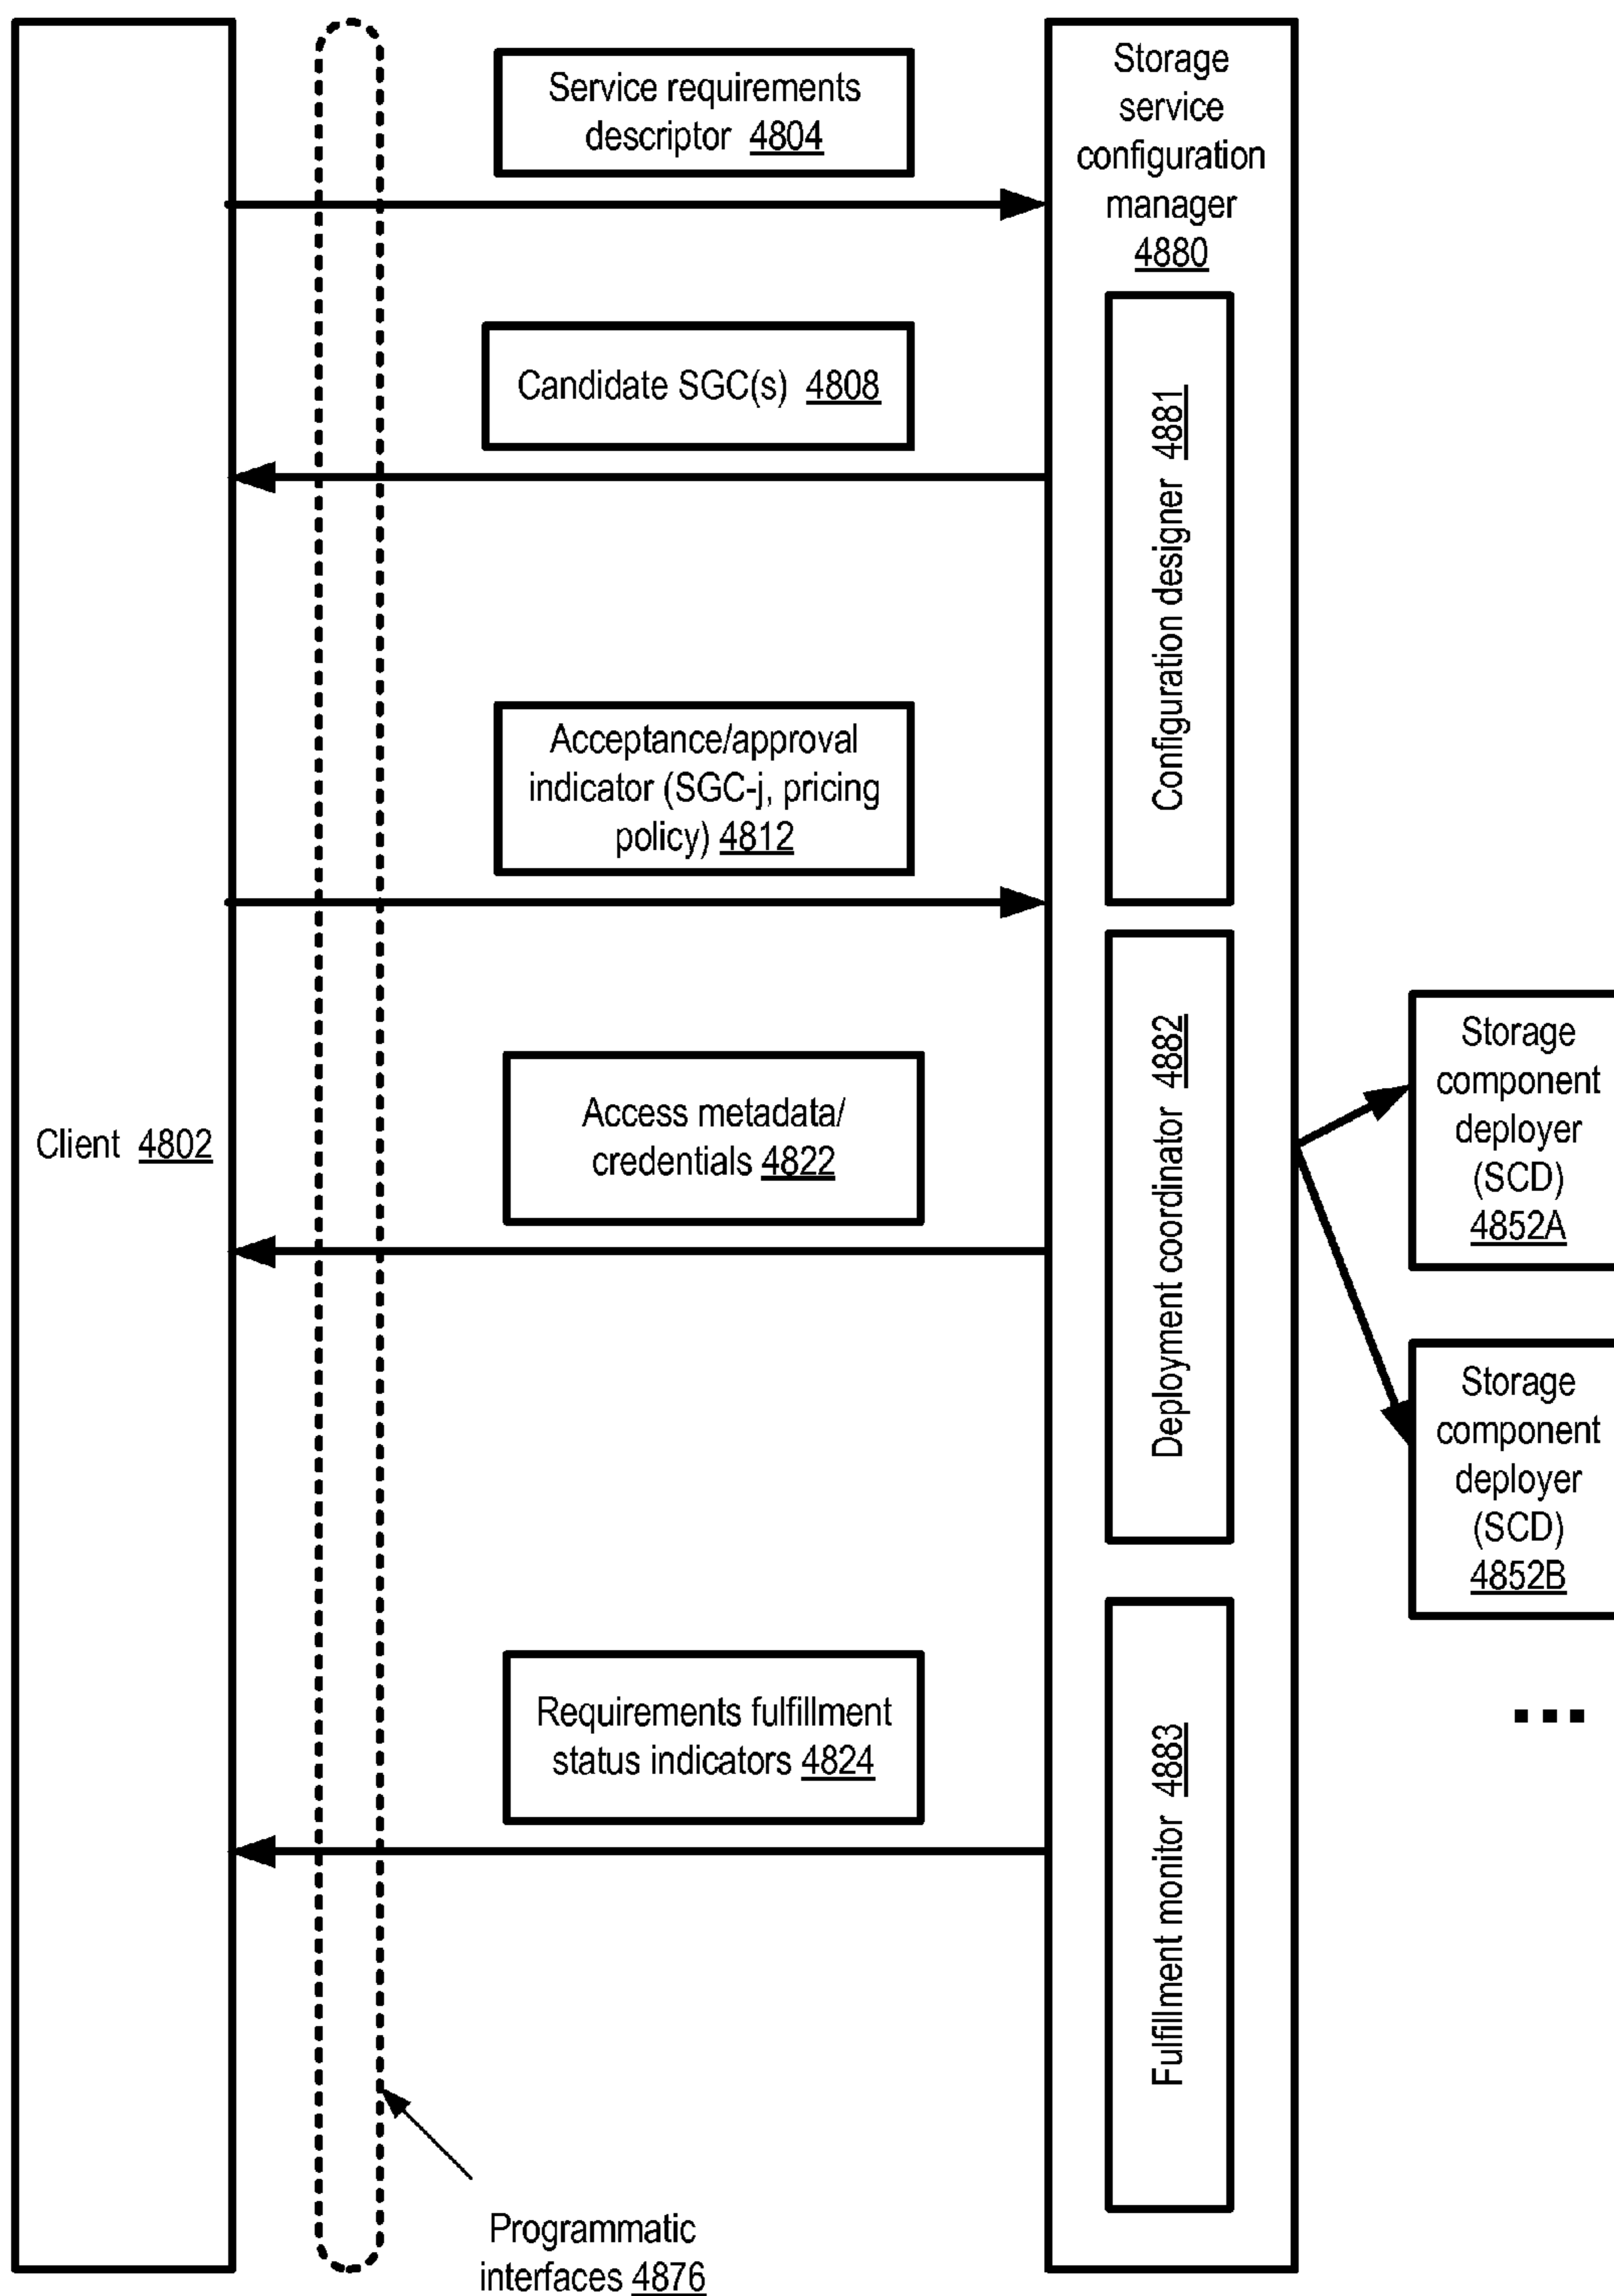 Service requirements
descriptor 4804
Storage
service
configuration
manager
4880
Candidate SGC(s) 4808
Configuration designer 4881
Acceptance/approval
indicator (SGC-j, pricing
policy) 4812
Client 4802
Access metadata/
credentials 4822
Deployment coordinator 4882
Storage
component
deployer
(SCD)
4852A
Storage
component
deployer
(SCD)
4852B
Requirements fulfillment
status indicators 4824
Fulfillment monitor 4883
...
Programmatic
interfaces 4876